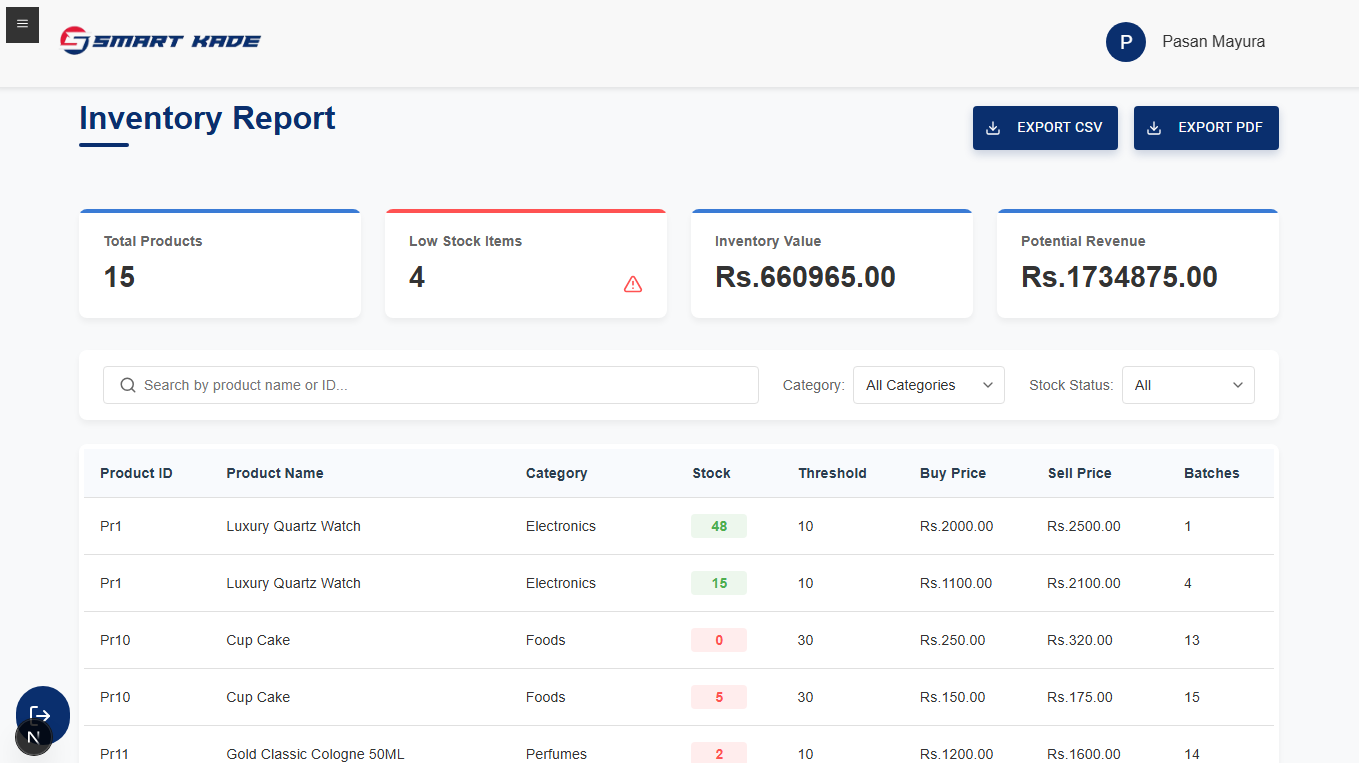 SMART KADE
P Pasan Mayura
Inventory Report
EXPORT CSV EXPORT PDF
Total Products Low Stock Items Inventory Value Potential Revenue
15 4 Rs.660965.00 Rs.1734875.00
Search by product name or ID... Category: All Categories Stock Status: All
Product ID Product Name Category Stock Threshold Buy Price Sell Price Batches
Pr1 Luxury Quartz Watch Electronics 48 10 Rs.2000.00 Rs.2500.00 1
Pr1 Luxury Quartz Watch Electronics 15 10 Rs.1100.00 Rs.2100.00 4
Pr10 Cup Cake Foods 0 30 Rs.250.00 Rs.320.00 13
Pr10 Cup Cake Foods 5 30 Rs.150.00 Rs.175.00 15
N
Pr11 Gold Classic Cologne 50ML Perfumes 2 10 Rs.1200.00 Rs.1600.00 14